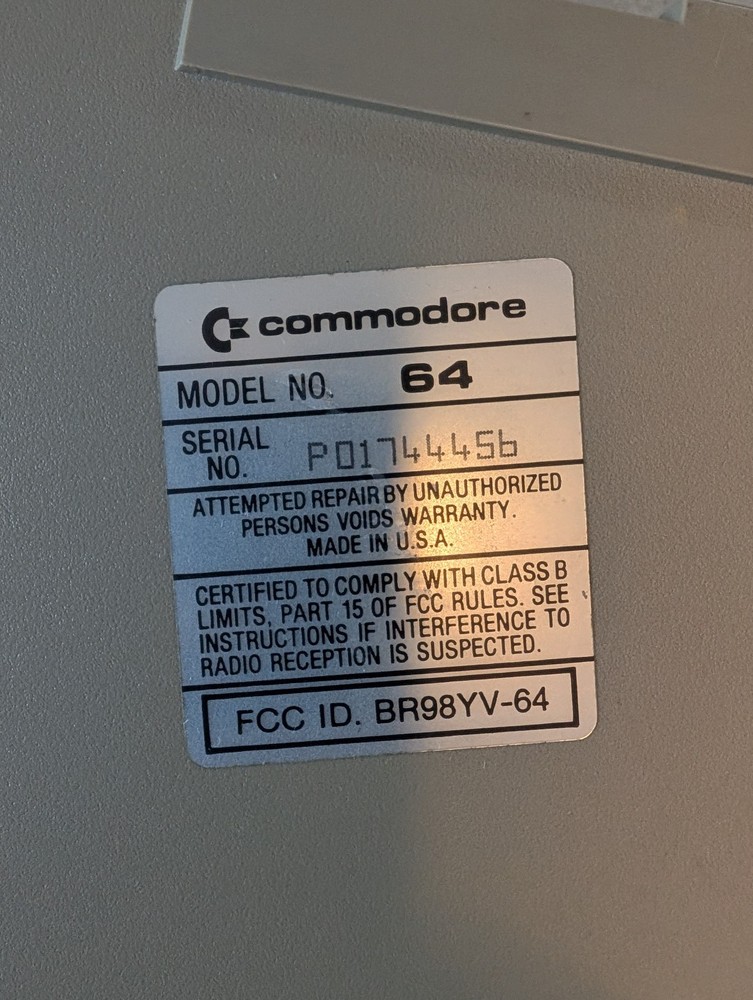 commodore
MODEL NO. 64
SERIAL NO. P01744456
ATTEMPTED REPAIR BY UNAUTHORIZED
PERSONS VOIDS WARRANTY.
MADE IN U.S.A.
CERTIFIED TO COMPLY WITH CLASS B
LIMITS, PART 15 OF FCC RULES. SEE
INSTRUCTIONS IF INTERFERENCE TO
RADIO RECEPTION IS SUSPECTED.
FCC ID. BR98YV-64